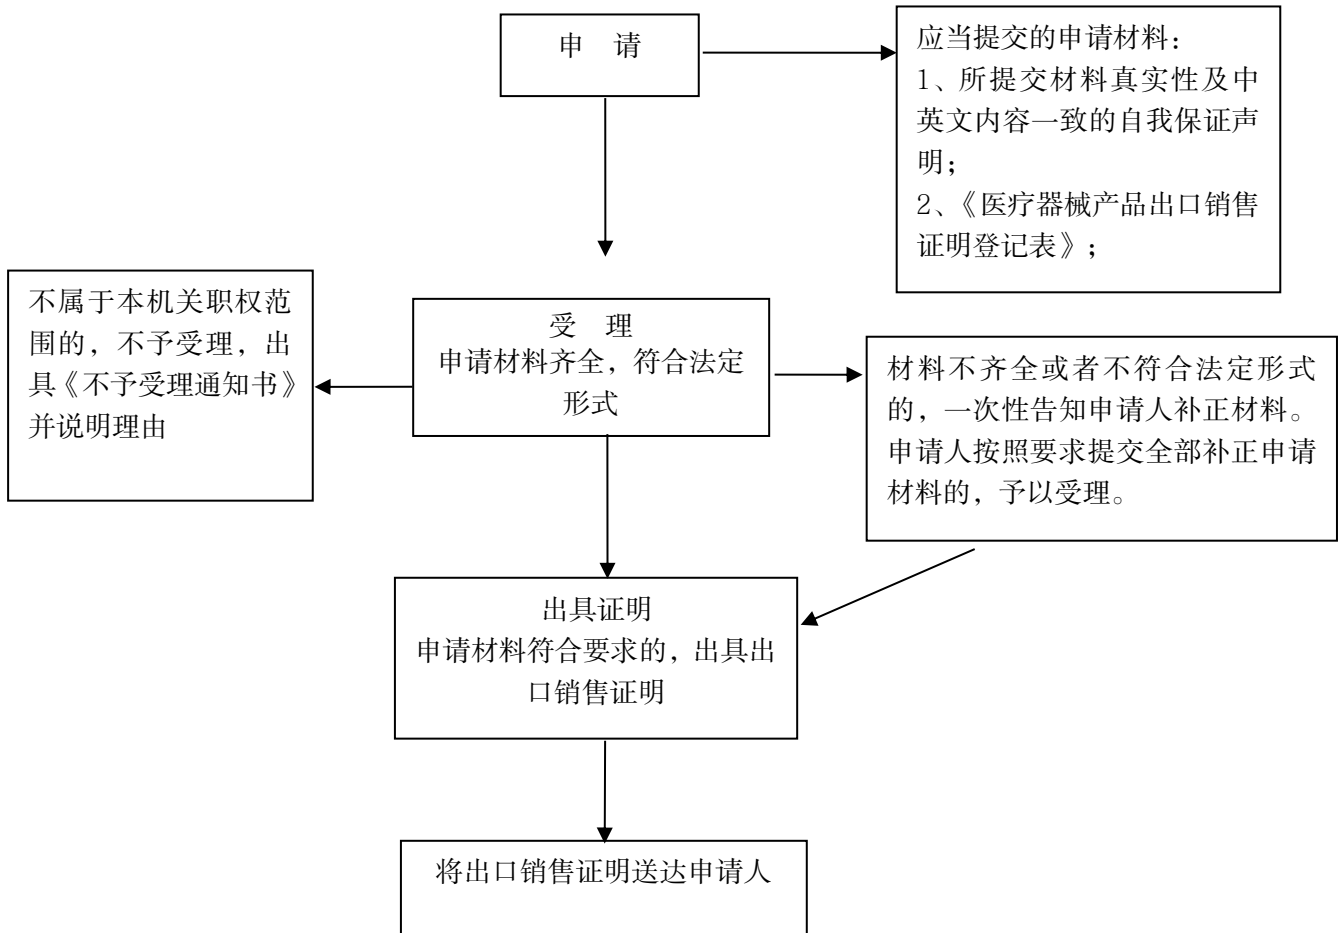 申 请
应当提交的申请材料：
1、所提交材料真实性及中
英文内容一致的自我保证声
明；
2、《医疗器械产品出口销售
证明登记表》；
不属于本机关职权范
围的，不予受理，出
具《不予受理通知书》
并说明理由
受 理
申请材料齐全，符合法定
形式
材料不齐全或者不符合法定形式
的，一次性告知申请人补正材料。
申请人按照要求提交全部补正申请
材料的，予以受理。
出具证明
申请材料符合要求的，出具出
口销售证明
将出口销售证明送达申请人